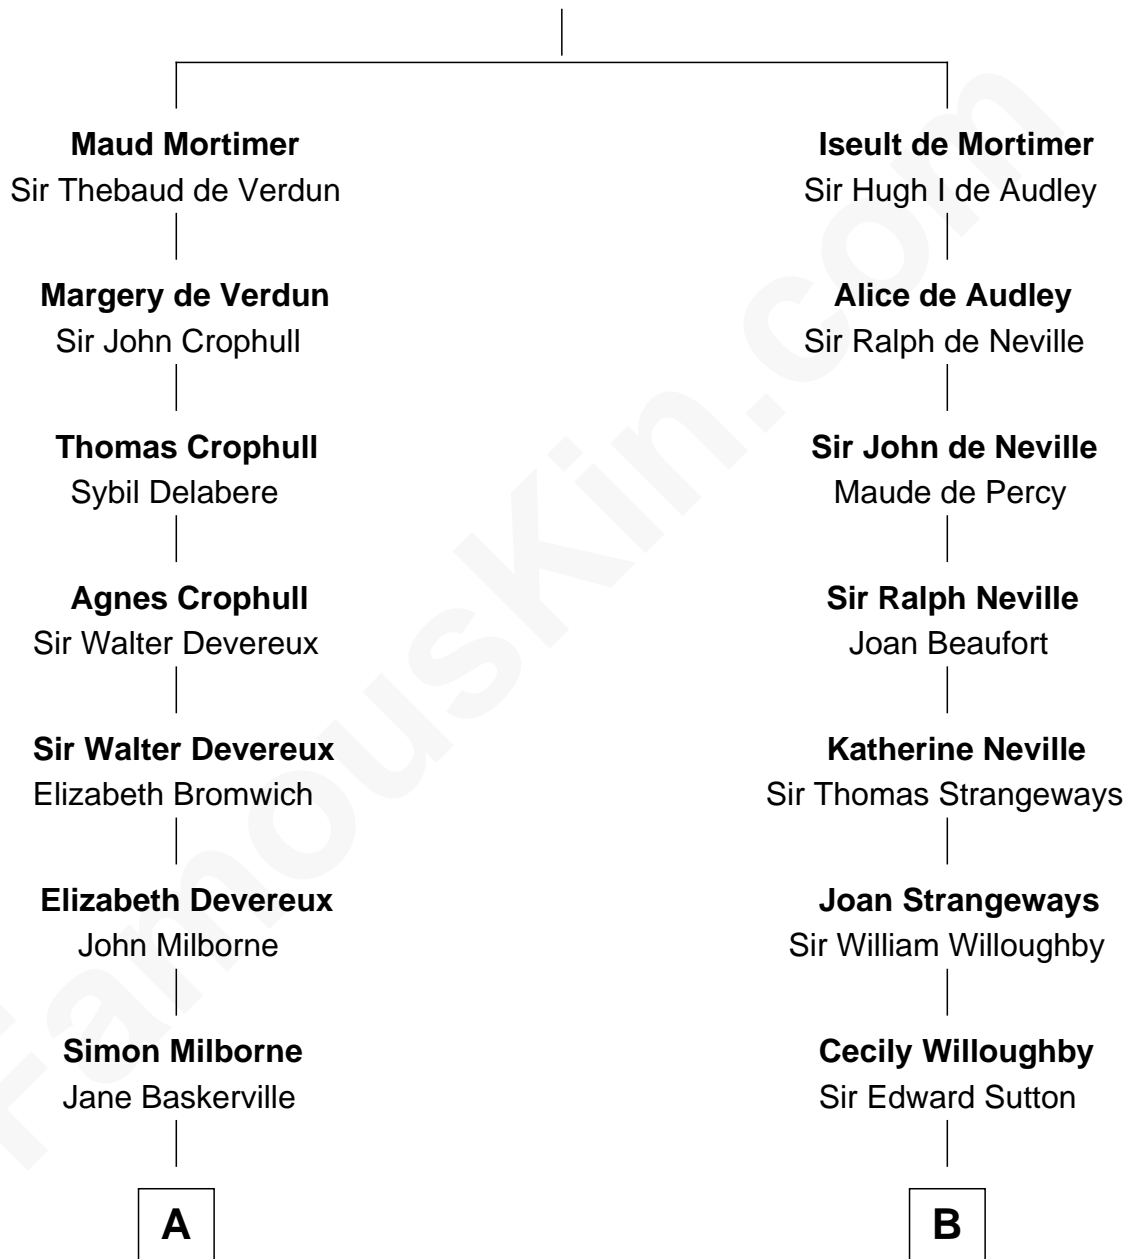 Maud Mortimer
Sir Thebaud de Verdun
Margery de Verdun
Sir John Crophull
Thomas Crophull
Sybil Delabere
Agnes Crophull
Sir Walter Devereux
Sir Walter Devereux
Elizabeth Bromwich
Elizabeth Devereux
John Milborne
Simon Milborne
Jane Baskerville
A
Iseult de Mortimer
Sir Hugh I de Audley
Alice de Audley
Sir Ralph de Neville
Sir John de Neville
Maude de Percy
Sir Ralph Neville
Joan Beaufort
Katherine Neville
Sir Thomas Strangeways
Joan Strangeways
Sir William Willoughby
Cecily Willoughby
Sir Edward Sutton
B
FamousKin.com